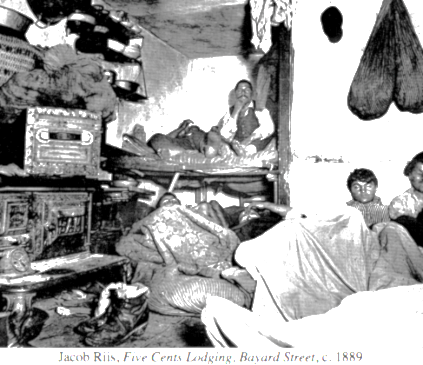 Jacob Riis, Five Cents Lodging, Bayard Street, c. 1889